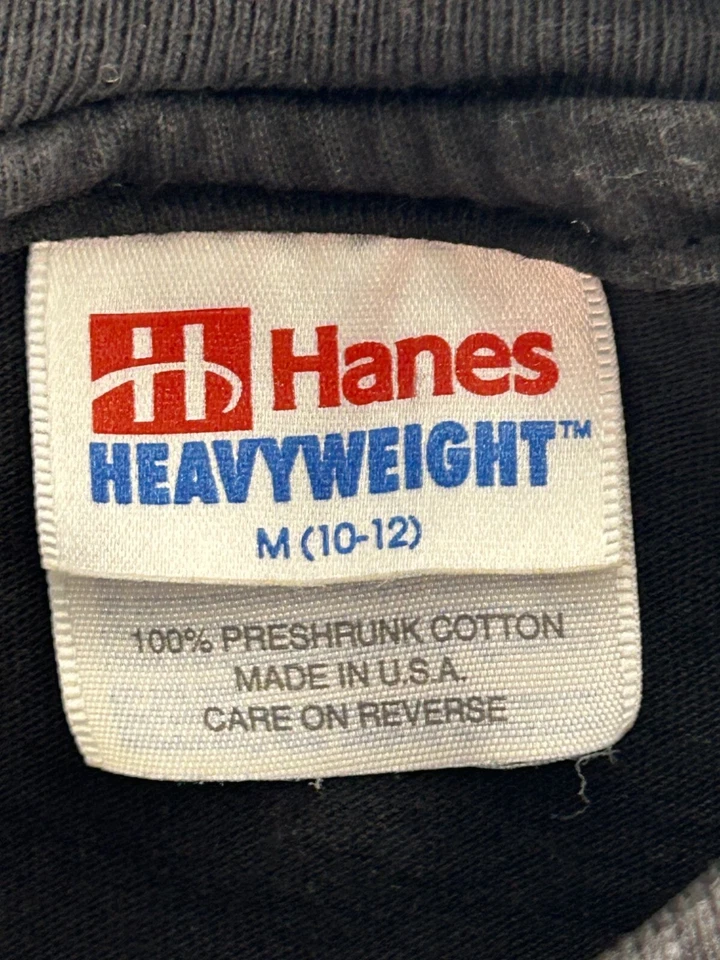 H Hanes
HEAVYWEIGHT™
M (10-12)
100% PRESHRUNK COTTON
MADE IN U.S.A.
CARE ON REVERSE